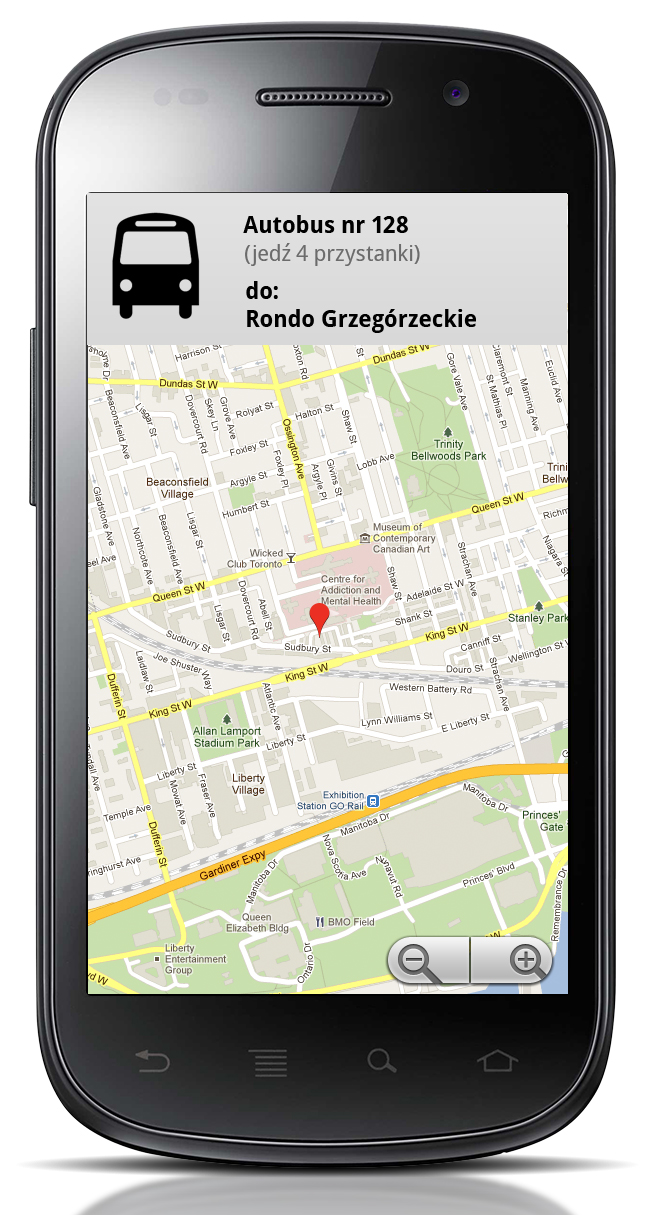 Autobus nr 128
(jedź 4 przystanki)
do:
Rondo Grzegórzeckie
Harrison St
Dundas St W
Dundas St W
Beaconsfield Ave
Lisgar St
Dovercourt Rd
Skey Ln
Grove Ave
Rolyat St
Halton St
Shaw St
Gore Vale Ave
Claremont St
St Mathias Pl
Manning Ave
Euclid Ave
Ossington Ave
Foxley St
Foxley Pl
Argyle St
Argyle Pl
Givins St
Lobb Ave
Trinity
Bellwoods Park
Beaconsfield
Village
Humbert St
Gladstone Ave
Northcote Ave
Beaconsfield Ave
Lisgar St
Queen St W
Museum of
Contemporary
Canadian Art
Wicked
Club Toronto
Centre for
Addiction and
Mental Health
Shaw St
Strachan Ave
Niagara St
Adelaide St W
Queen St W
Lisgar St
Dovercourt Rd
Abell St
Shank St
Stanley Park
King St W
Sudbury St
Sudbury St
Canniff St
Wellington St W
Laidlaw St
Joe Shuster Way
King St W
Douro St
Strachan Ave
Dufferin St
Atlantic Ave
Western Battery Rd
King St W
Lynn Williams St
E Liberty St
Allan Lamport
Stadium Park
Liberty St
Liberty St
Mowat Ave
Fraser Ave
Liberty
Village
Exhibition
Station GO Rail
Manitoba Dr
Princes'
Gate
Temple Ave
Dufferin St
Manitoba Dr
Gardiner Expy
Manitoba Dr
Nova Scotia Ave
Nunavut Rd
Princes' Blvd
Remembrance Dr
Queen
Elizabeth Bldg
BMO Field
Ontario Dr
Liberty
Entertainment
Group